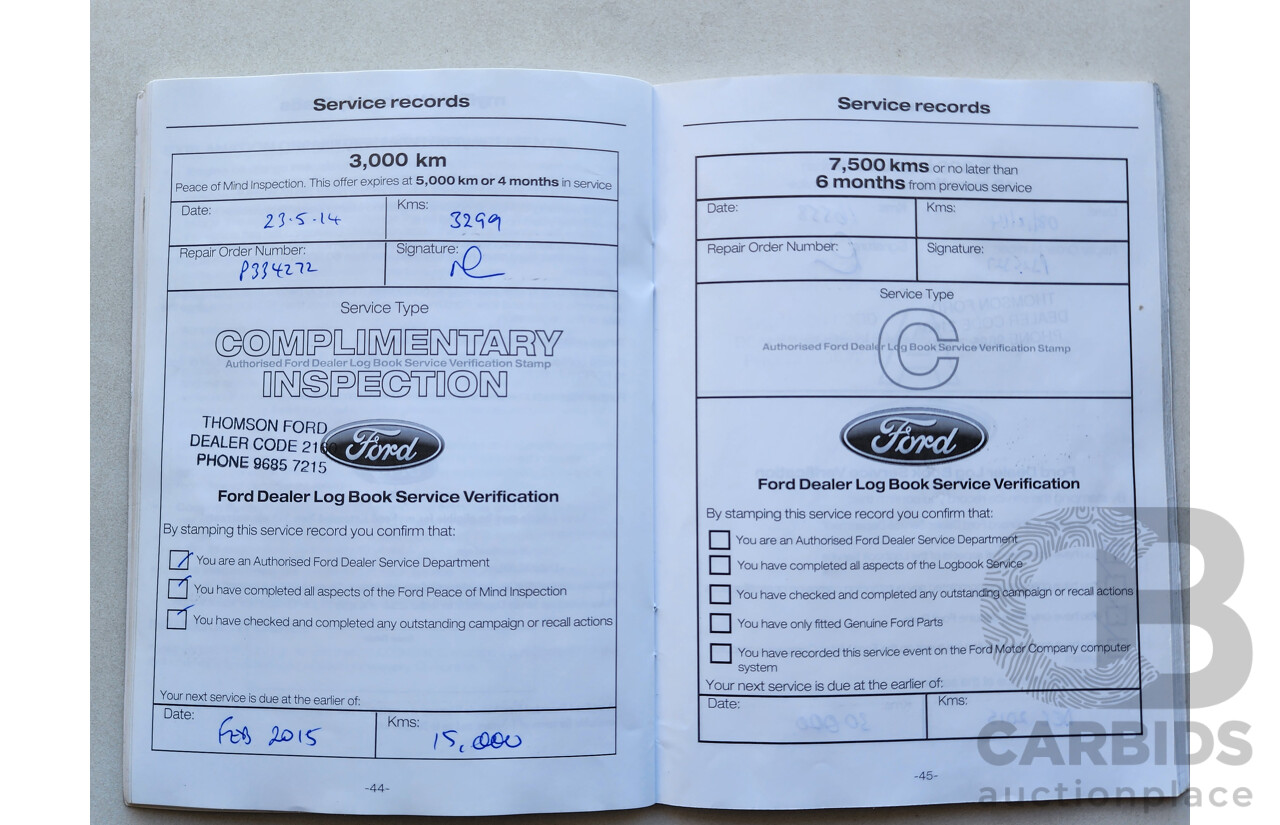 Service records
3,000 km
Peace of Mind Inspection. This offer expires at 5,000 km or 4 months in service
Date: 23.5.14
Kms: 3299
Repair Order Number: P334272
Signature:
Service Type
COMPLIMENTARY
Authorised Ford Dealer Log Book Service Verification Stamp
INSPECTION
THOMSON FORD
DEALER CODE 216
PHONE 9685 7215
Ford
Ford Dealer Log Book Service Verification
By stamping this service record you confirm that:
You are an Authorised Ford Dealer Service Department
You have completed all aspects of the Ford Peace of Mind Inspection
You have checked and completed any outstanding campaign or recall actions
Your next service is due at the earlier of:
Date: FEB 2015
Kms: 15,000
-44-
Service records
7,500 kms or no later than
6 months from previous service
Date:
Kms:
Repair Order Number:
Signature:
Service Type
C
Authorised Ford Dealer Log Book Service Verification Stamp
Ford
Ford Dealer Log Book Service Verification
By stamping this service record you confirm that:
You are an Authorised Ford Dealer Service Department
You have completed all aspects of the Logbook Service
You have checked and completed any outstanding campaign or recall actions
You have only fitted Genuine Ford Parts
You have recorded this service event on the Ford Motor Company computer
system
Your next service is due at the earlier of:
Date:
Kms:
-45-
CARBIDS
auctionplace